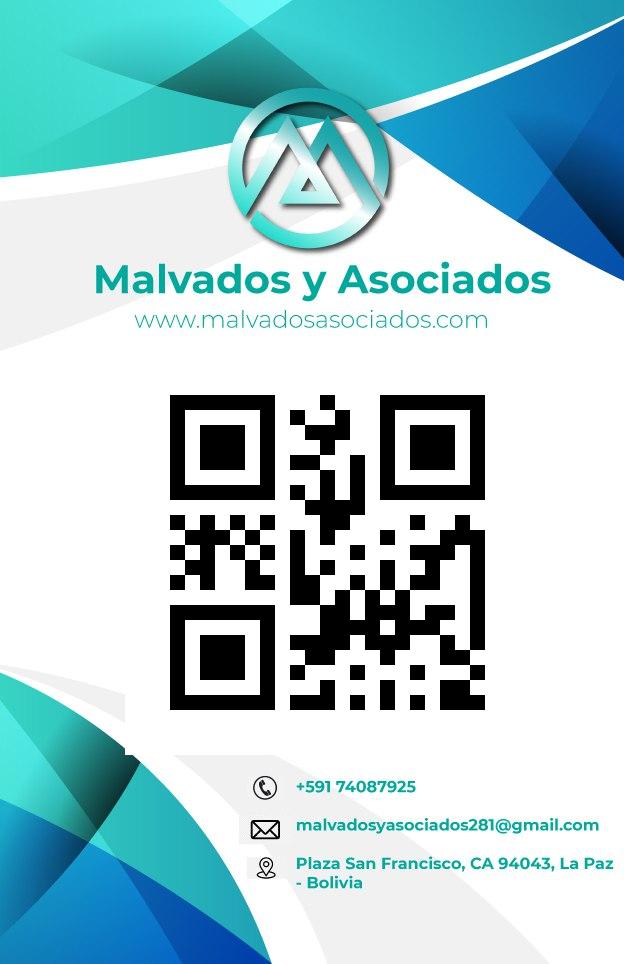 Malvados y Asociados
www.malvadosasociados.com
+591 74087925
malvadosyasociados281@gmail.com
Plaza San Francisco, CA 94043, La Paz
- Bolivia